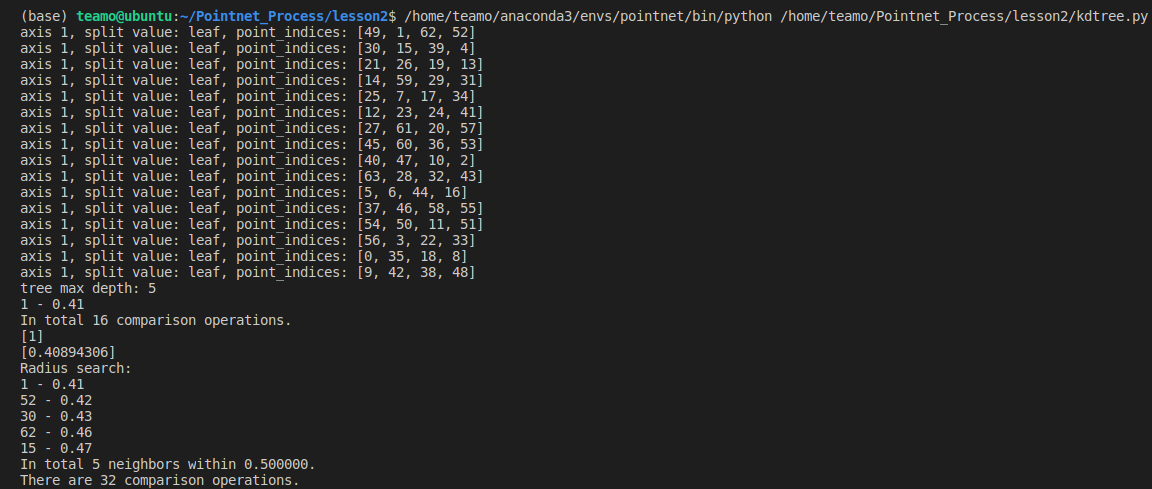 (base) teamo@ubuntu:~/Pointnet_Process/lesson2$ /home/teamo/anaconda3/envs/pointnet/bin/python /home/teamo/Pointnet_Process/lesson2/kdtree.py
axis 1, split value: leaf, point_indices: [49, 1, 62, 52]
axis 1, split value: leaf, point_indices: [30, 15, 39, 4]
axis 1, split value: leaf, point_indices: [21, 26, 19, 13]
axis 1, split value: leaf, point_indices: [14, 59, 29, 31]
axis 1, split value: leaf, point_indices: [25, 7, 17, 34]
axis 1, split value: leaf, point_indices: [12, 23, 24, 41]
axis 1, split value: leaf, point_indices: [27, 61, 20, 57]
axis 1, split value: leaf, point_indices: [45, 60, 36, 53]
axis 1, split value: leaf, point_indices: [40, 47, 10, 2]
axis 1, split value: leaf, point_indices: [63, 28, 32, 43]
axis 1, split value: leaf, point_indices: [5, 6, 44, 16]
axis 1, split value: leaf, point_indices: [37, 46, 58, 55]
axis 1, split value: leaf, point_indices: [54, 50, 11, 51]
axis 1, split value: leaf, point_indices: [56, 3, 22, 33]
axis 1, split value: leaf, point_indices: [0, 35, 18, 8]
axis 1, split value: leaf, point_indices: [9, 42, 38, 48]
tree max depth: 5
1 - 0.41
In total 16 comparison operations.
[1]
[0.40894306]
Radius search:
1 - 0.41
52 - 0.42
30 - 0.43
62 - 0.46
15 - 0.47
In total 5 neighbors within 0.500000.
There are 32 comparison operations.